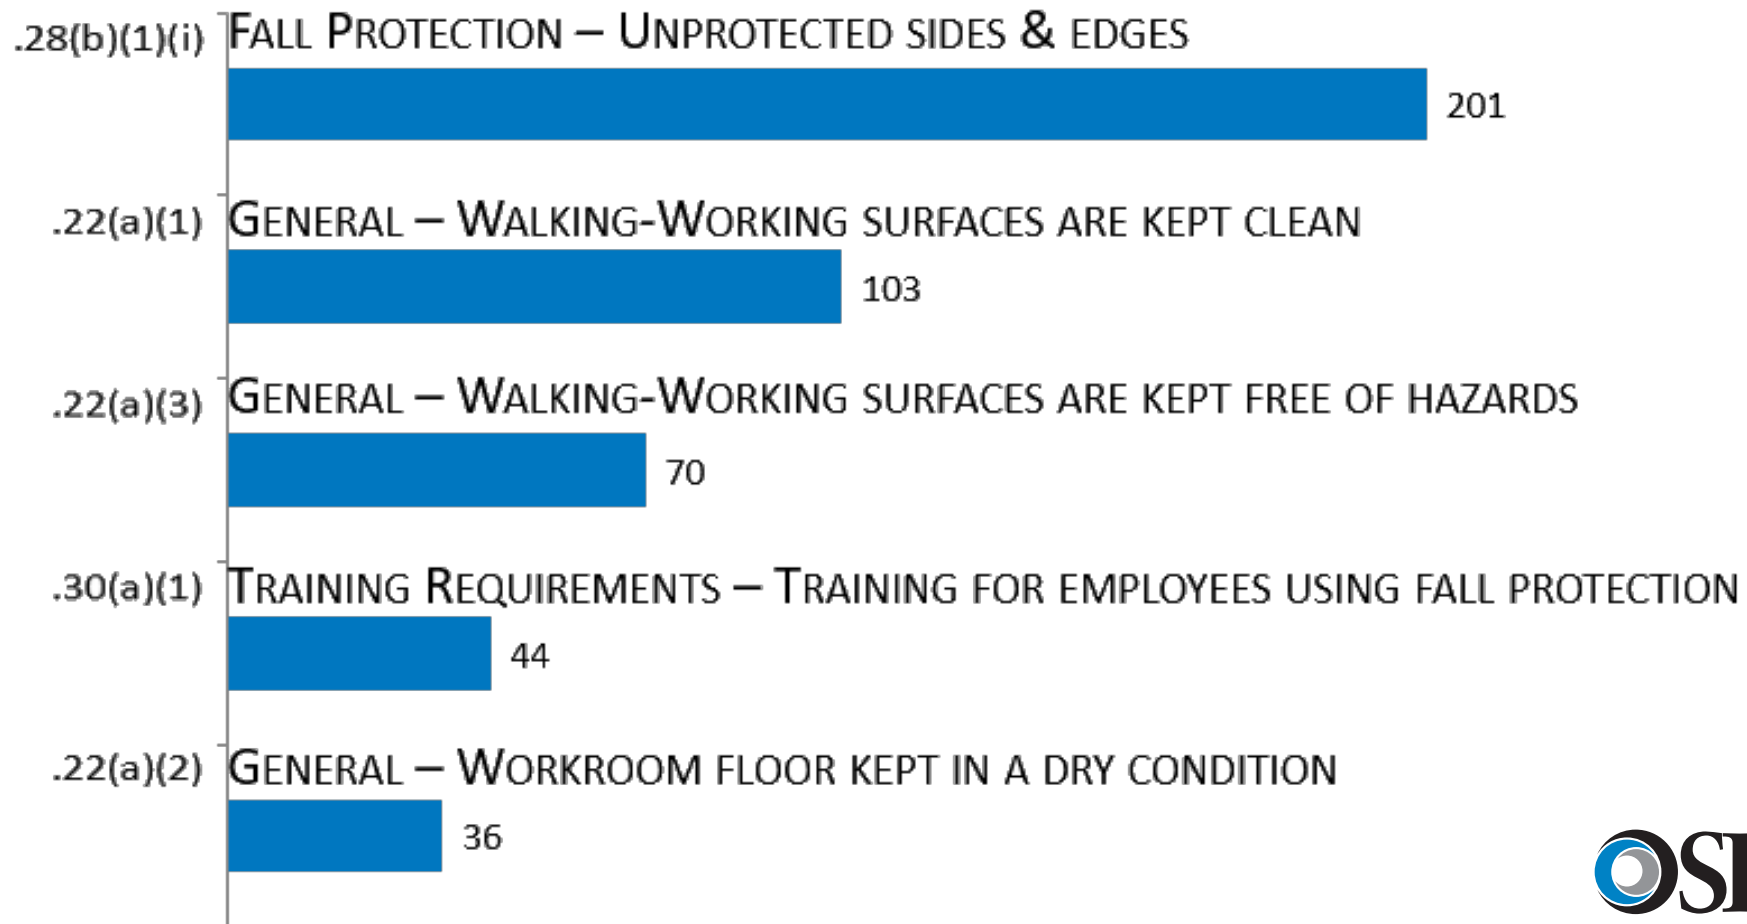 .28(b)(1)(i) FALL PROTECTION – UNPROTECTED SIDES & EDGES
201
.22(a)(1) GENERAL – WALKING-WORKING SURFACES ARE KEPT CLEAN
103
.22(a)(3) GENERAL – WALKING-WORKING SURFACES ARE KEPT FREE OF HAZARDS
70
.30(a)(1) TRAINING REQUIREMENTS – TRAINING FOR EMPLOYEES USING FALL PROTECTION
44
.22(a)(2) GENERAL – WORKROOM FLOOR KEPT IN A DRY CONDITION
36